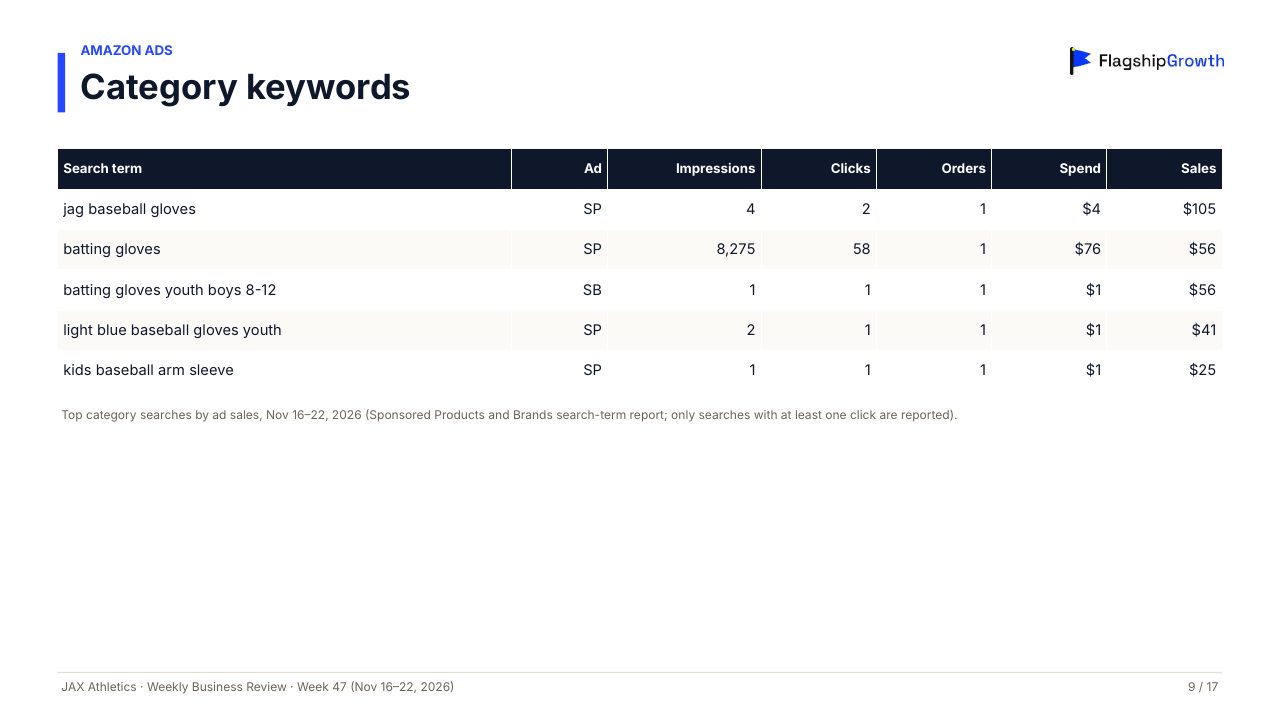 AMAZON ADS
Category keywords
FlagshipGrowth
Search term Ad Impressions Clicks Orders Spend Sales
jag baseball gloves SP 4 2 1 $4 $105
batting gloves SP 8,275 58 1 $76 $56
batting gloves youth boys 8-12 SB 1 1 1 $1 $56
light blue baseball gloves youth SP 2 1 1 $1 $41
kids baseball arm sleeve SP 1 1 1 $1 $25
Top category searches by ad sales, Nov 16–22, 2026 (Sponsored Products and Brands search-term report; only searches with at least one click are reported).
JAX Athletics · Weekly Business Review · Week 47 (Nov 16–22, 2026)
9 / 17